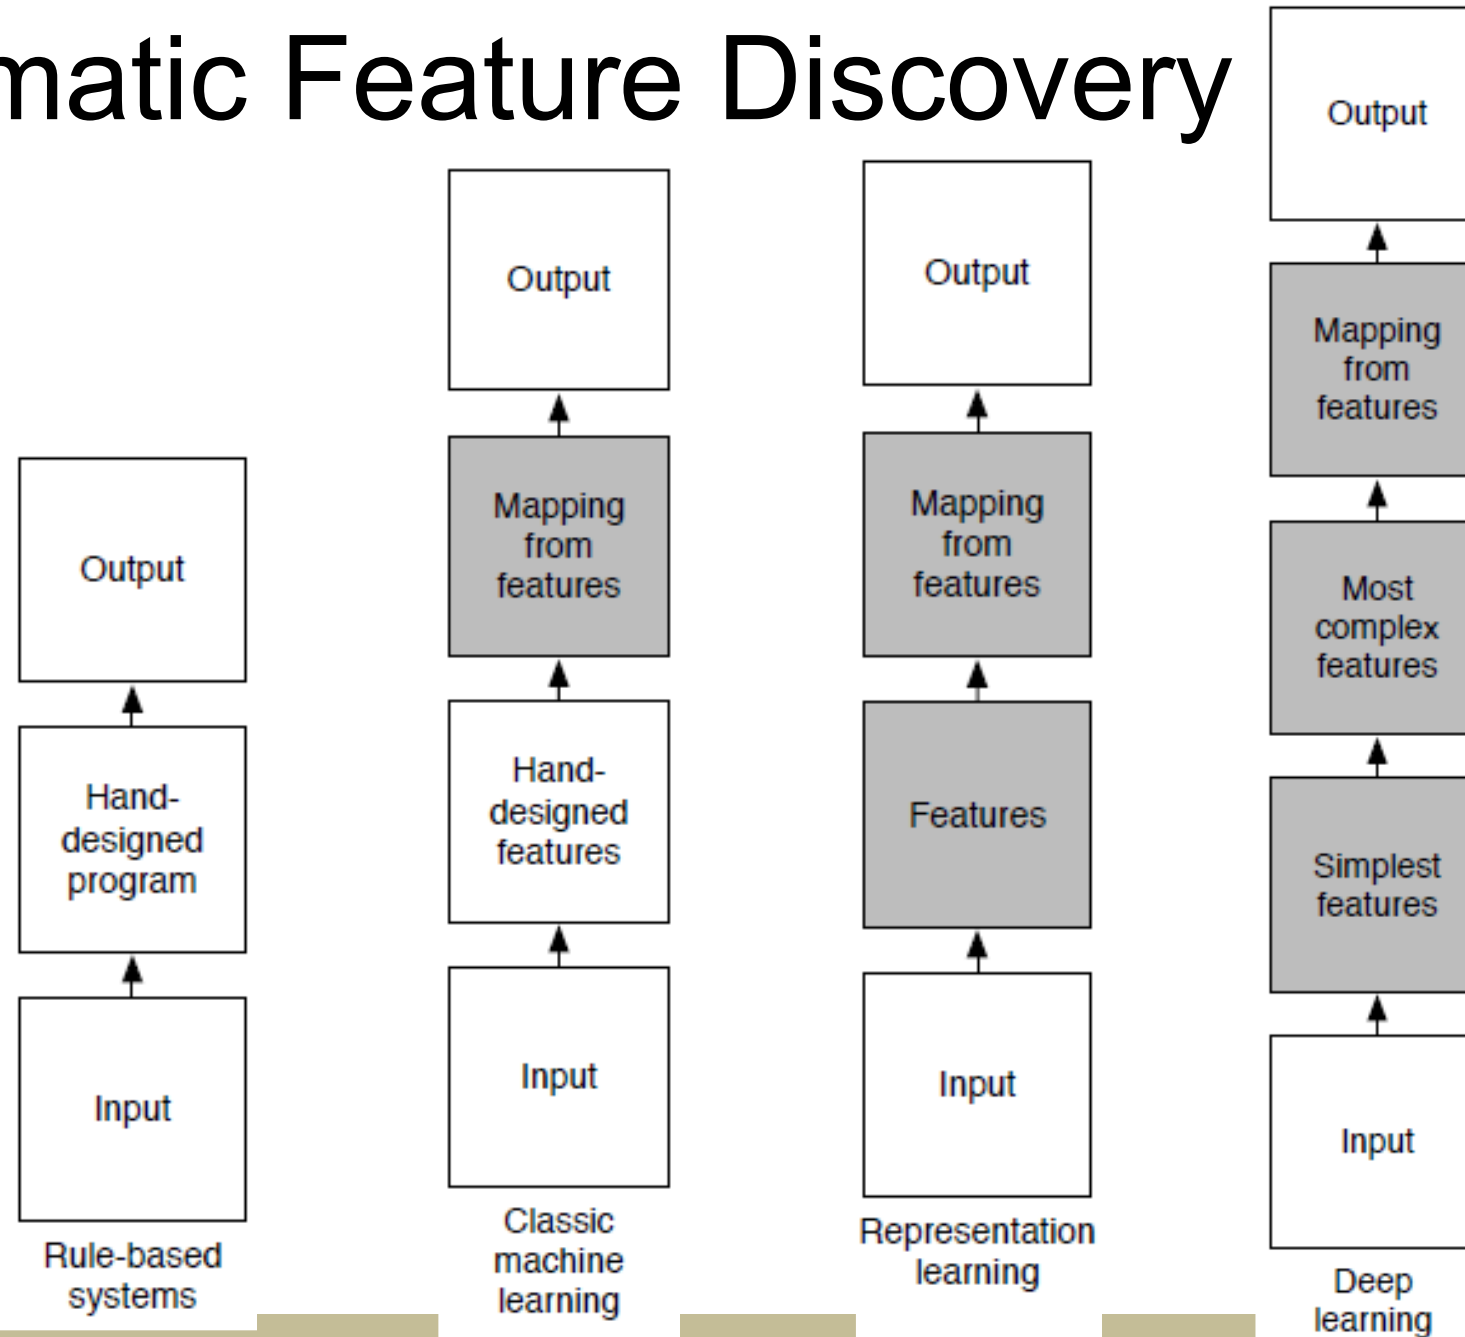 matic Feature Discovery
Output
Hand-
designed
program
Input
Rule-based
systems
Output
Mapping
from
features
Hand-
designed
features
Input
Classic
machine
learning
Output
Mapping
from
features
Features
Input
Representation
learning
Output
Mapping
from
features
Most
complex
features
Simplest
features
Input
Deep
learning